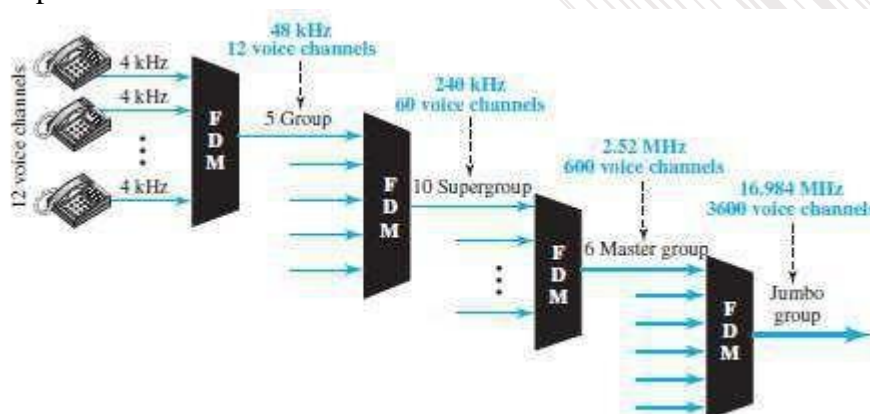 48 kHz
12 voice channels
4 kHz
4 kHz
4 kHz
12 voice channels
F
D
M
5 Group
240 kHz
60 voice channels
F
D
M
10 Supergroup
2.52 MHz
600 voice channels
F
D
M
6 Master group
16.984 MHz
3600 voice channels
F
D
M
Jumbo
group